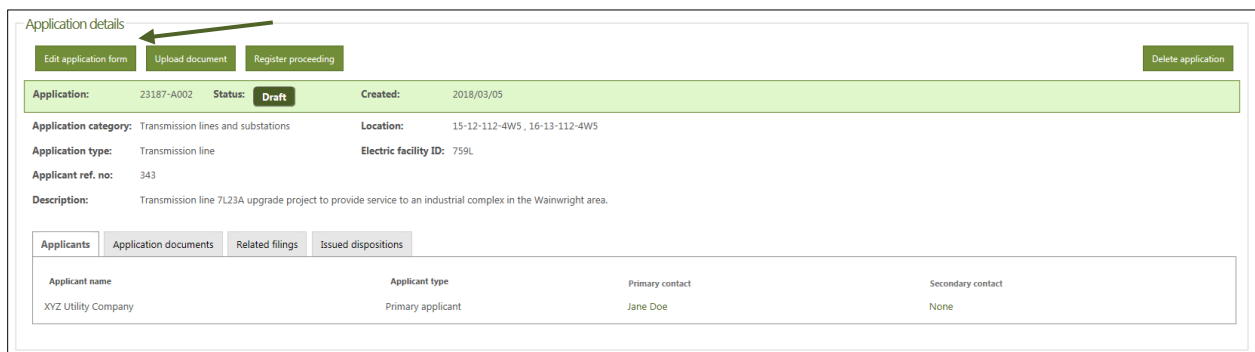 Application details
Edit application form Upload document Register proceeding Delete application
Application: 23187-A002 Status: Draft Created: 2018/03/05
Application category: Transmission lines and substations Location: 15-12-112-4W5 , 16-13-112-4W5
Application type: Transmission line Electric facility ID: 759L
Applicant ref. no: 343
Description: Transmission line 7L23A upgrade project to provide service to an industrial complex in the Wainwright area.
Applicants Application documents Related filings Issued dispositions
Applicant name Applicant type Primary contact Secondary contact
XYZ Utility Company Primary applicant Jane Doe None